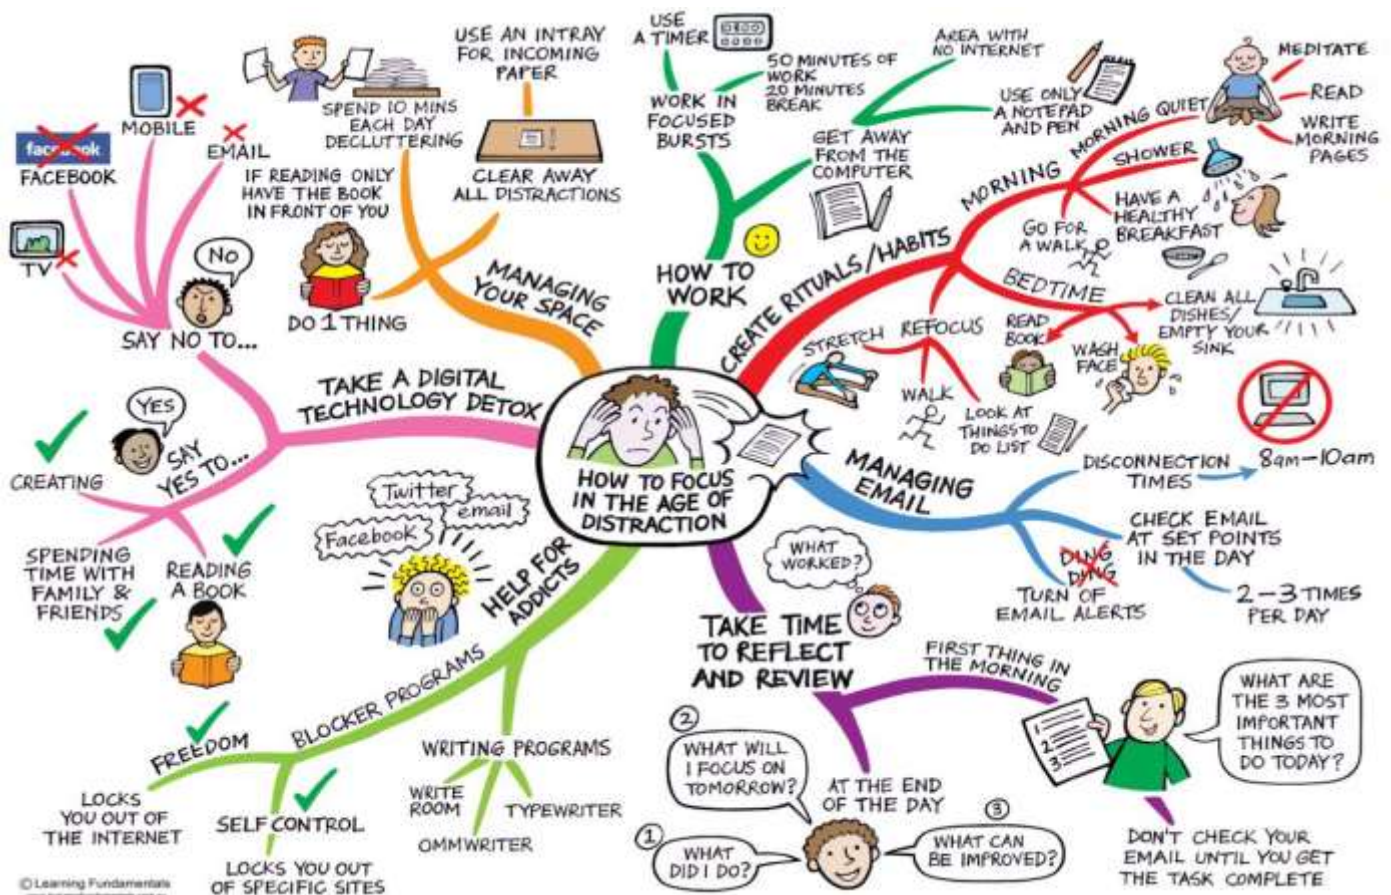 HOW TO FOCUS
IN THE AGE OF
DISTRACTION
HOW TO
WORK
WORK IN
FOCUSED
BURSTS
USE
A TIMER
50 MINUTES OF
WORK
20 MINUTES
BREAK
GET AWAY
FROM THE
COMPUTER
AREA WITH
NO INTERNET
USE ONLY
A NOTEPAD
AND PEN
CREATE RITUALS/HABITS
MORNING
MORNING QUIET
MEDITATE
READ
WRITE
MORNING
PAGES
SHOWER
HAVE A
HEALTHY
BREAKFAST
GO FOR
A WALK
BEDTIME
CLEAN ALL
DISHES/
EMPTY YOUR
SINK
WASH
FACE
READ
BOOK
REFOCUS
STRETCH
WALK
LOOK AT
THINGS TO
DO LIST
MANAGING
EMAIL
DISCONNECTION
TIMES
8am-10am
CHECK EMAIL
AT SET POINTS
IN THE DAY
2-3 TIMES
PER DAY
DING
DING
TURN OF
EMAIL ALERTS
WHAT
WORKED?
TAKE TIME
TO REFLECT
AND REVIEW
FIRST THING IN
THE MORNING
1
2
3
WHAT ARE
THE 3 MOST
IMPORTANT
THINGS TO
DO TODAY?
DON'T CHECK YOUR
EMAIL UNTIL YOU GET
THE TASK COMPLETE
AT THE END
OF THE DAY
1
WHAT
DID I DO?
2
WHAT WILL
I FOCUS ON
TOMORROW?
3
WHAT CAN
BE IMPROVED?
HELP FOR
ADDICTS
Twitter
email
Facebook
BLOCKER PROGRAMS
FREEDOM
LOCKS
YOU OUT OF
THE INTERNET
SELF CONTROL
LOCKS YOU OUT
OF SPECIFIC SITES
WRITING PROGRAMS
WRITE
ROOM
OMMWRITER
TYPEWRITER
TAKE A DIGITAL
TECHNOLOGY DETOX
NO
SAY NO TO...
TV
facebook
FACEBOOK
MOBILE
EMAIL
YES
SAY
YES TO...
CREATING
SPENDING
TIME WITH
FAMILY &
FRIENDS
READING
A BOOK
MANAGING
YOUR SPACE
SPEND 10 MINS
EACH DAY
DECLUTTERING
USE AN INTRAY
FOR INCOMING
PAPER
CLEAR AWAY
ALL DISTRACTIONS
IF READING ONLY
HAVE THE BOOK
IN FRONT OF YOU
DO 1 THING
© Learning Fundamentals